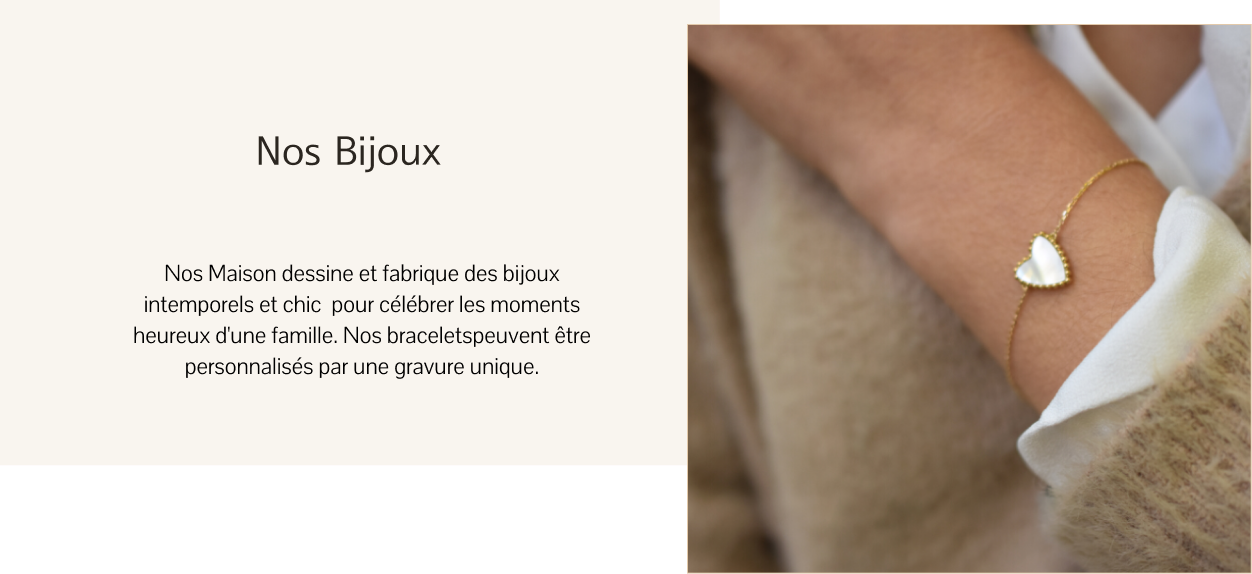 Nos Bijoux
Nos Maison dessine et fabrique des bijoux
intemporels et chic  pour célébrer les moments
heureux d'une famille. Nos braceletspeuvent être
personnalisés par une gravure unique.